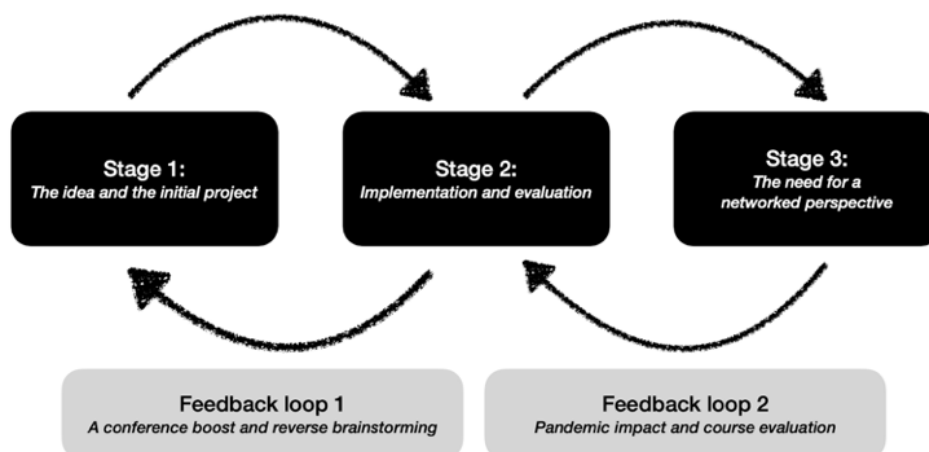 Stage 1:
The idea and the initial project
Stage 2:
Implementation and evaluation
Stage 3:
The need for a
networked perspective
Feedback loop 1
A conference boost and reverse brainstorming
Feedback loop 2
Pandemic impact and course evaluation